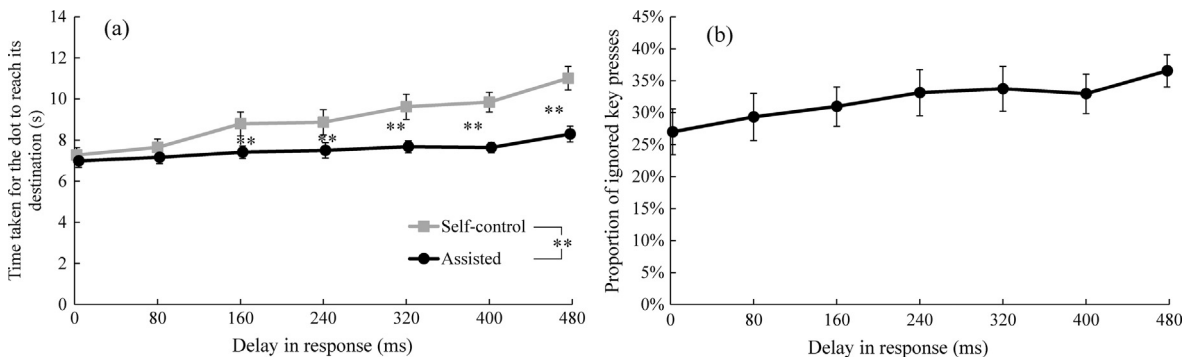 (a)
Time taken for the dot to reach its
destination (s)
14
12
10
8
6
4
2
0
** ** ** ** **
Self-control
Assisted
**
0 80 160 240 320 400 480
Delay in response (ms)
(b)
Proportion of ignored key presses
45%
40%
35%
30%
25%
20%
15%
10%
5%
0%
0 80 160 240 320 400 480
Delay in response (ms)